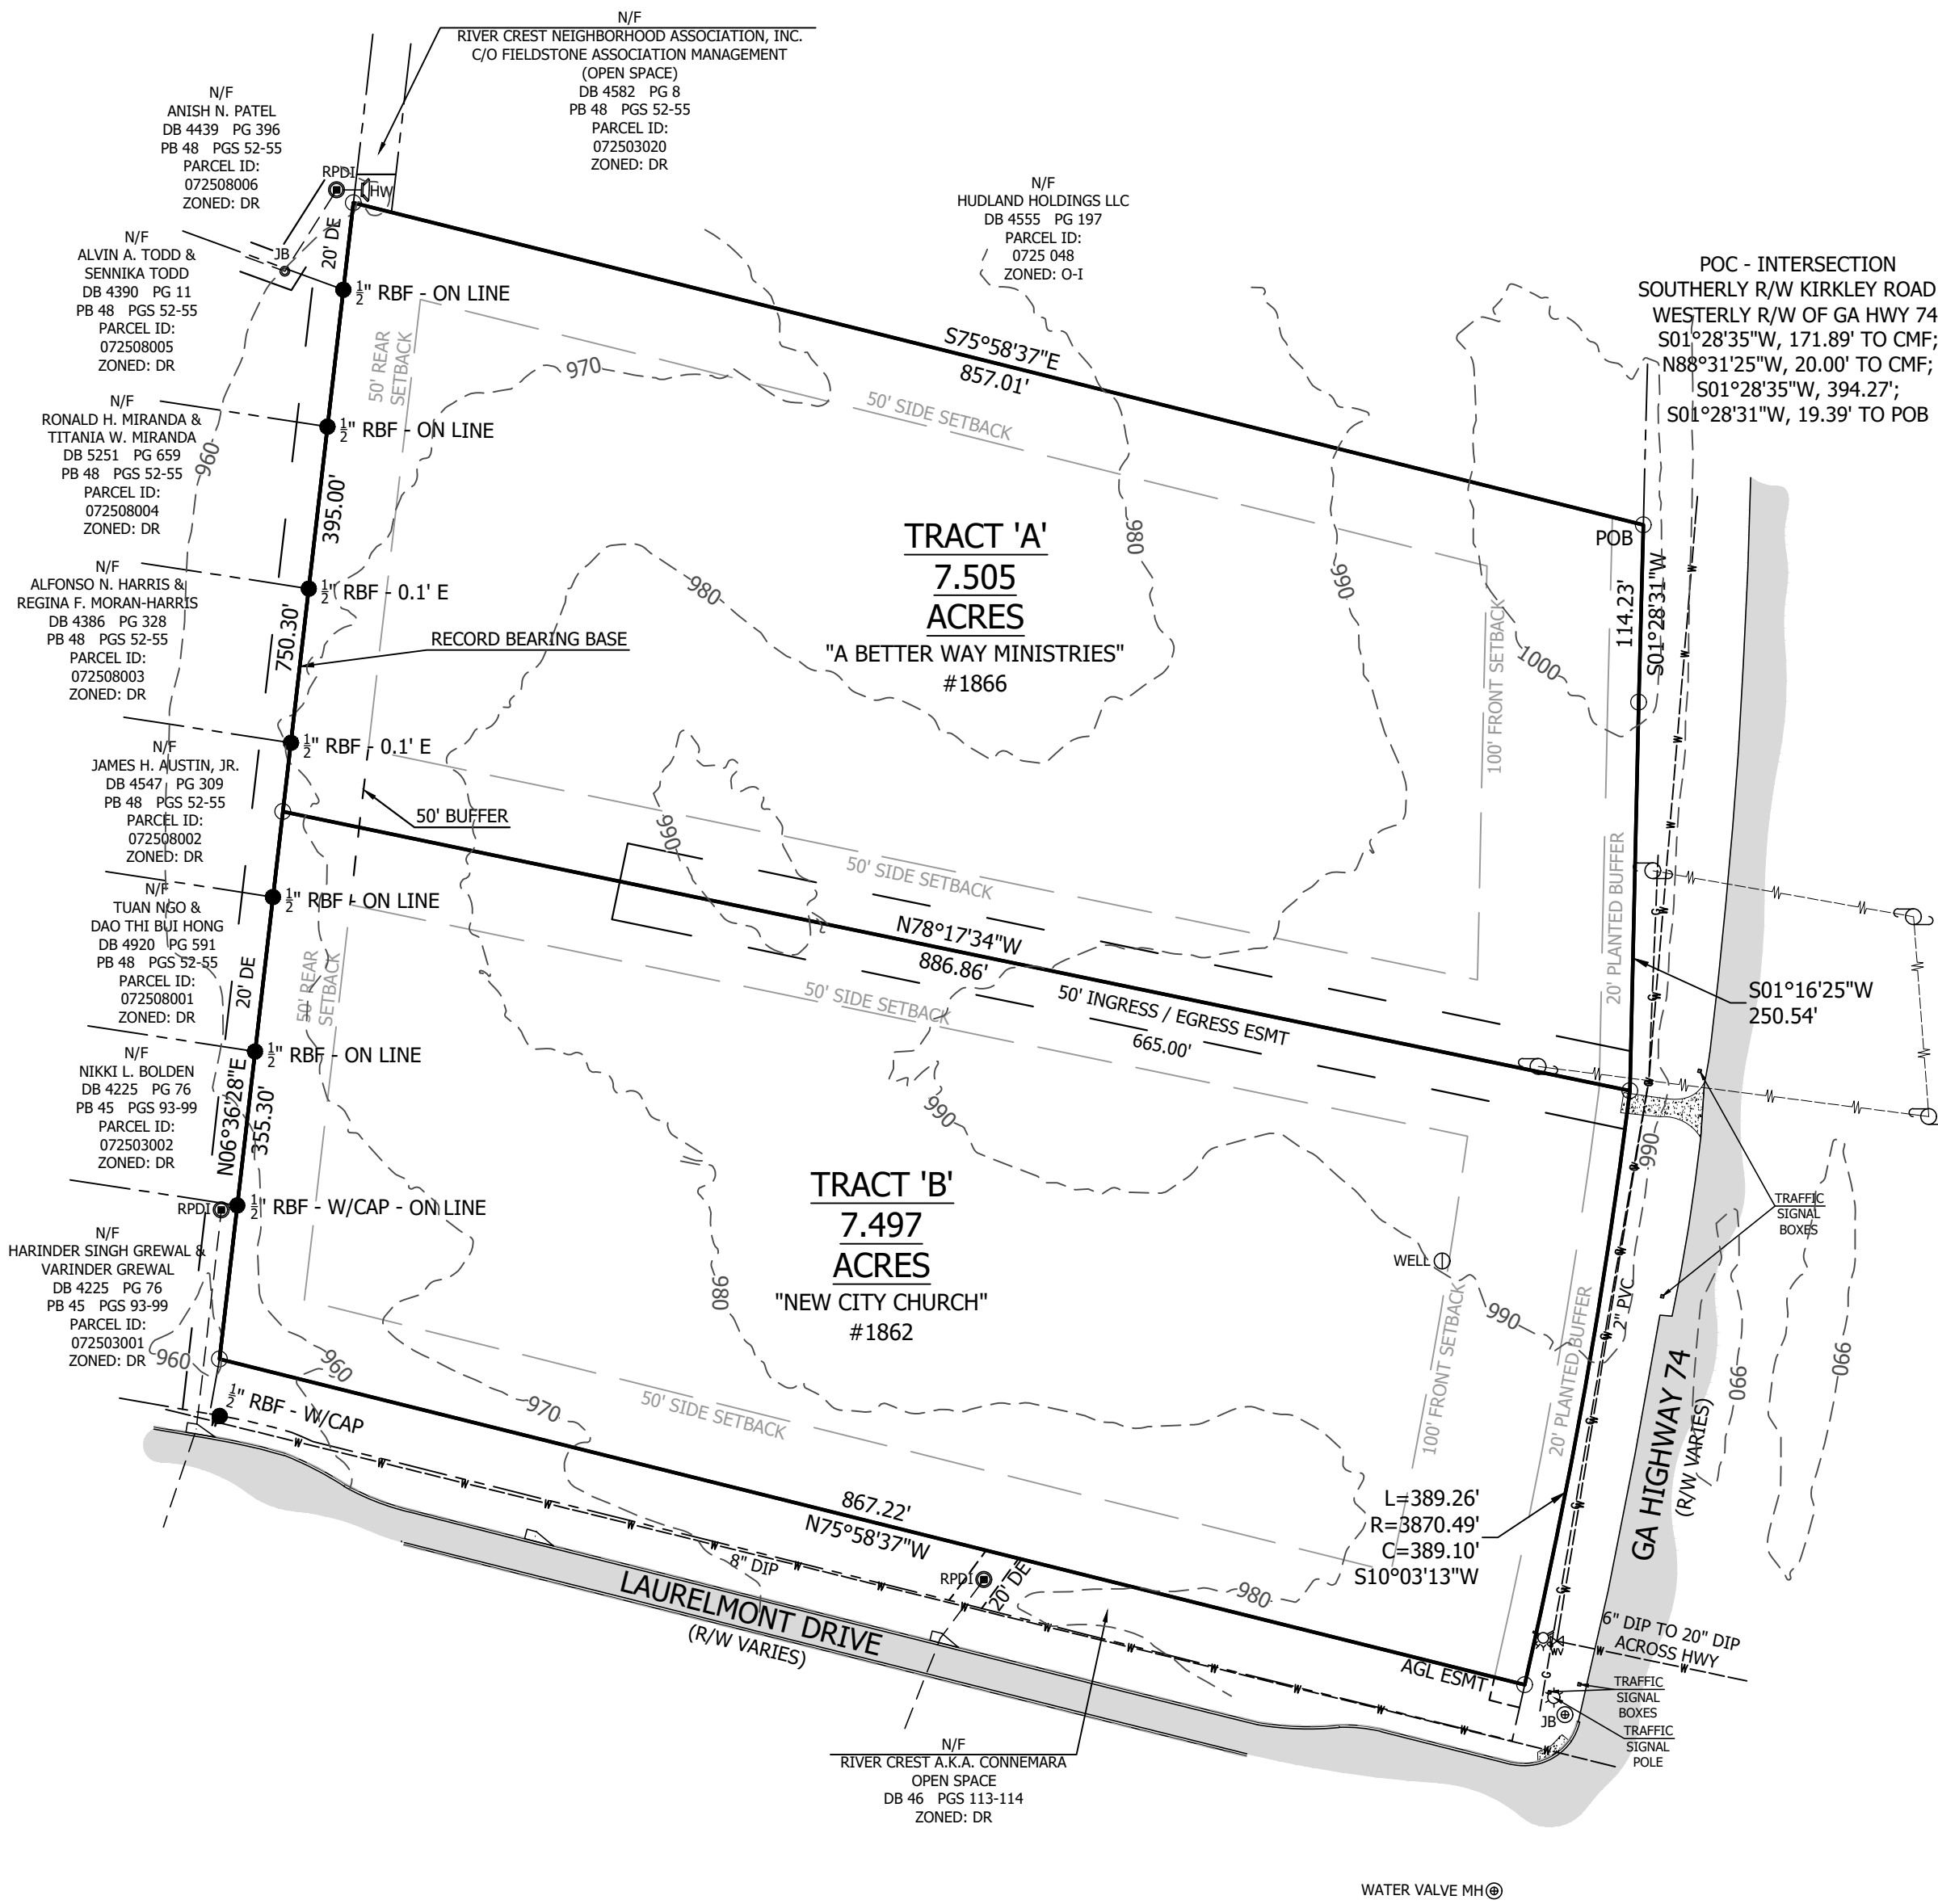 N/F
RIVER CREST NEIGHBORHOOD ASSOCIATION, INC.
C/O FIELDSTONE ASSOCIATION MANAGEMENT
(OPEN SPACE)
DB 4582 PG 8
PB 48 PGS 52-55
PARCEL ID:
072503020
ZONED: DR
N/F
ANISH N. PATEL
DB 4439 PG 396
PB 48 PGS 52-55
PARCEL ID:
072508006
ZONED: DR
RPDI
HW
N/F
HUDLAND HOLDINGS LLC
DB 4555 PG 197
PARCEL ID:
0725 048
ZONED: O-I
POC - INTERSECTION
SOUTHERLY R/W KIRKLEY ROAD
WESTERLY R/W OF GA HWY 74
S01°28'35"W, 171.89' TO CMF;
N88°31'25"W, 20.00' TO CMF;
S01°28'35"W, 394.27';
S01°28'31"W, 19.39' TO POB
N/F
ALVIN A. TODD &
SENNIKA TODD
DB 4390 PG 11
PB 48 PGS 52-55
PARCEL ID:
072508005
ZONED: DR
JB
20' DE
1/2" RBF - ON LINE
50' REAR
SETBACK
970
S75°58'37"E
857.01'
50' SIDE SETBACK
N/F
RONALD H. MIRANDA &
TITANIA W. MIRANDA
DB 5251 PG 659
PB 48 PGS 52-55
PARCEL ID:
072508004
ZONED: DR
960
1/2" RBF - ON LINE
395.00'
TRACT 'A'
7.505
ACRES
"A BETTER WAY MINISTRIES"
#1866
980
980
990
1000
POB
114.23'
S01°28'31"W
100' FRONT SETBACK
N/F
ALFONSO N. HARRIS &
REGINA F. MORAN-HARRIS
DB 4386 PG 328
PB 48 PGS 52-55
PARCEL ID:
072508003
ZONED: DR
1/2" RBF - 0.1' E
750.30'
RECORD BEARING BASE
1/2" RBF - 0.1' E
N/F
JAMES H. AUSTIN, JR.
DB 4547 PG 309
PB 48 PGS 52-55
PARCEL ID:
072508002
ZONED: DR
50' BUFFER
990
50' SIDE SETBACK
20' PLANTED BUFFER
N/F
TUAN NGO &
DAO THI BUI HONG
DB 4920 PG 591
PB 48 PGS 52-55
PARCEL ID:
072508001
ZONED: DR
1/2" RBF - ON LINE
20' DE
50' REAR
SETBACK
N78°17'34"W
886.86'
50' SIDE SETBACK
50' INGRESS / EGRESS ESMT
665.00'
S01°16'25"W
250.54'
N/F
NIKKI L. BOLDEN
DB 4225 PG 76
PB 45 PGS 93-99
PARCEL ID:
072503002
ZONED: DR
1/2" RBF - ON LINE
N06°36'28"E
355.30'
990
990
TRACT 'B'
7.497
ACRES
"NEW CITY CHURCH"
#1862
RPDI
1/2" RBF - W/CAP - ON LINE
TRAFFIC
SIGNAL
BOXES
N/F
HARINDER SINGH GREWAL &
VARINDER GREWAL
DB 4225 PG 76
PB 45 PGS 93-99
PARCEL ID:
072503001
ZONED: DR
960
960
970
980
WELL
990
2" PVC
100' FRONT SETBACK
20' PLANTED BUFFER
990
990
GA HIGHWAY 74
(R/W VARIES)
1/2" RBF - W/CAP
50' SIDE SETBACK
867.22'
N75°58'37"W
L=389.26'
R=3870.49'
C=389.10'
S10°03'13"W
8" DIP
RPDI
20' DE
980
LAURELMONT DRIVE
(R/W VARIES)
AGL ESMT
WV
6" DIP TO 20" DIP
ACROSS HWY
TRAFFIC
SIGNAL
BOXES
JB
TRAFFIC
SIGNAL
POLE
N/F
RIVER CREST A.K.A. CONNEMARA
OPEN SPACE
DB 46 PGS 113-114
ZONED: DR
WATER VALVE MH